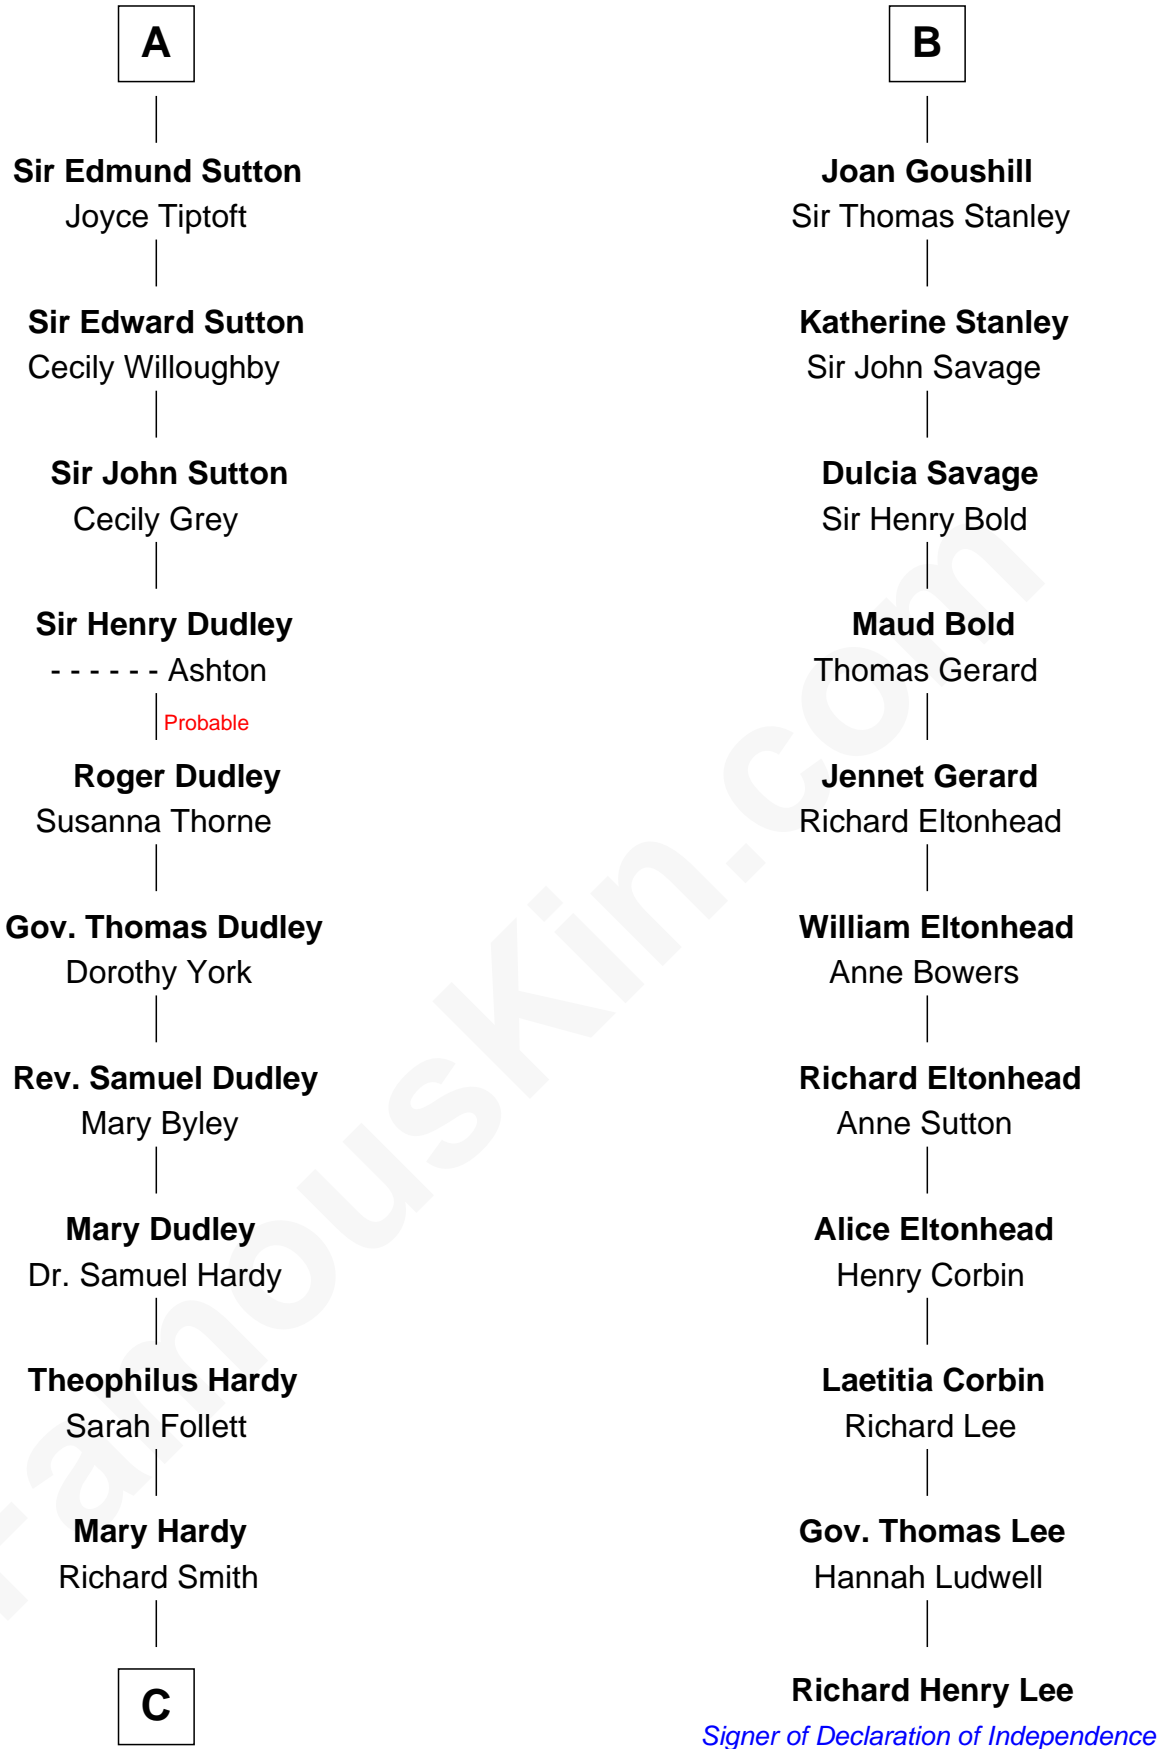 A
Sir Edmund Sutton
Joyce Tiptoft
Sir Edward Sutton
Cecily Willoughby
Sir John Sutton
Cecily Grey
Sir Henry Dudley
- - - - - - Ashton
Probable
Roger Dudley
Susanna Thorne
Gov. Thomas Dudley
Dorothy York
Rev. Samuel Dudley
Mary Byley
Mary Dudley
Dr. Samuel Hardy
Theophilus Hardy
Sarah Follett
Mary Hardy
Richard Smith
C
B
Joan Goushill
Sir Thomas Stanley
Katherine Stanley
Sir John Savage
Dulcia Savage
Sir Henry Bold
Maud Bold
Thomas Gerard
Jennet Gerard
Richard Eltonhead
William Eltonhead
Anne Bowers
Richard Eltonhead
Anne Sutton
Alice Eltonhead
Henry Corbin
Laetitia Corbin
Richard Lee
Gov. Thomas Lee
Hannah Ludwell
Richard Henry Lee
Signer of Declaration of Independence
FamousKin.com